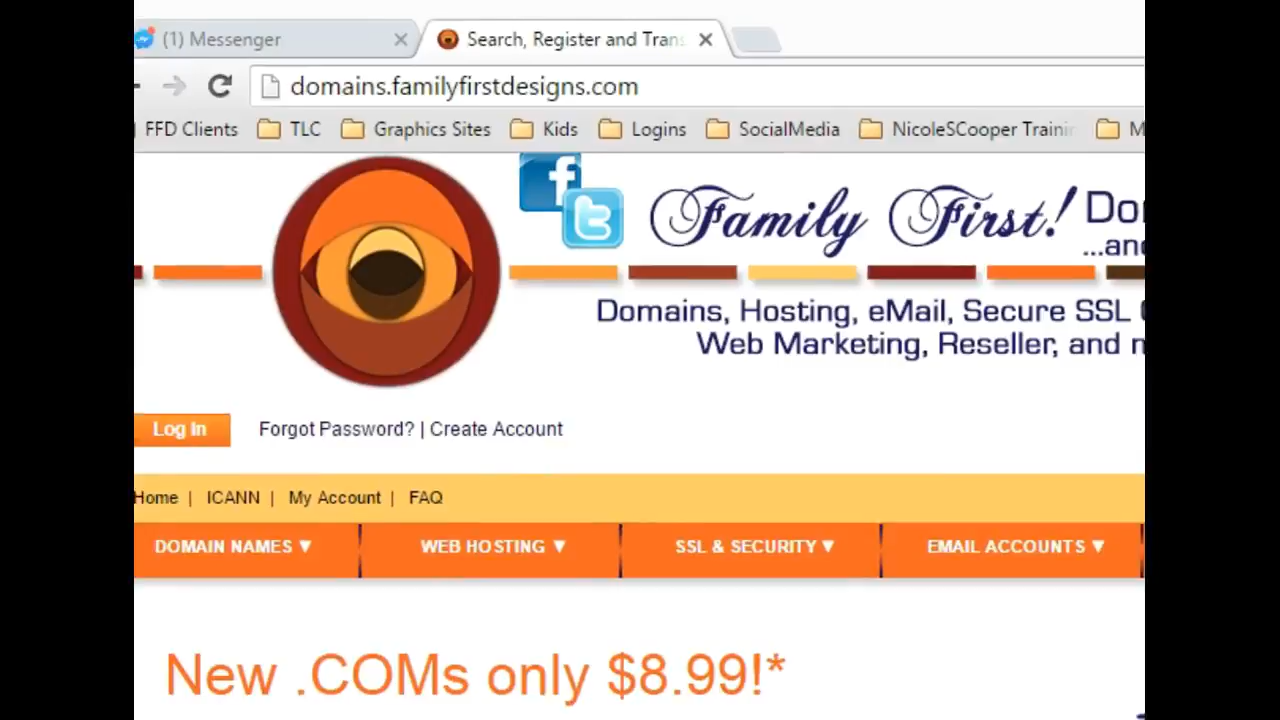 (1) Messenger
Search, Register and Tran
domains.familyfirstdesigns.com
FFD Clients TLC Graphics Sites Kids Logins SocialMedia NicoleSCooper Trainin M
f
t
Family First! Do
...and
Domains, Hosting, eMail, Secure SSL
Web Marketing, Reseller, and m
Log In Forgot Password? | Create Account
Home | ICANN | My Account | FAQ
DOMAIN NAMES ▼ WEB HOSTING ▼ SSL & SECURITY ▼ EMAIL ACCOUNTS ▼
New .COMs only $8.99!*